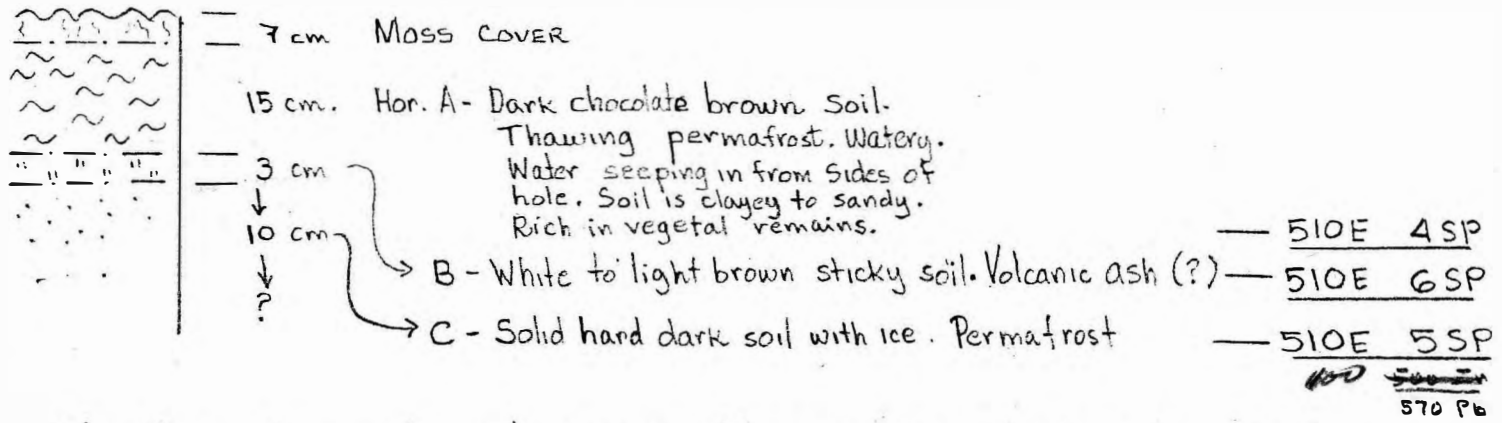 7 cm Moss Cover
15 cm. Hor. A - Dark chocolate brown soil.
Thawing permafrost. Watery.
3 cm Water seeping in from sides of
hole. Soil is clayey to sandy.
10 cm Rich in vegetal remains. — 510E 4SP
B - White to light brown sticky soil. Volcanic ash (?) — 510E 6SP
?
C - Solid hard dark soil with ice. Permafrost — 510E 5SP
570 Pb